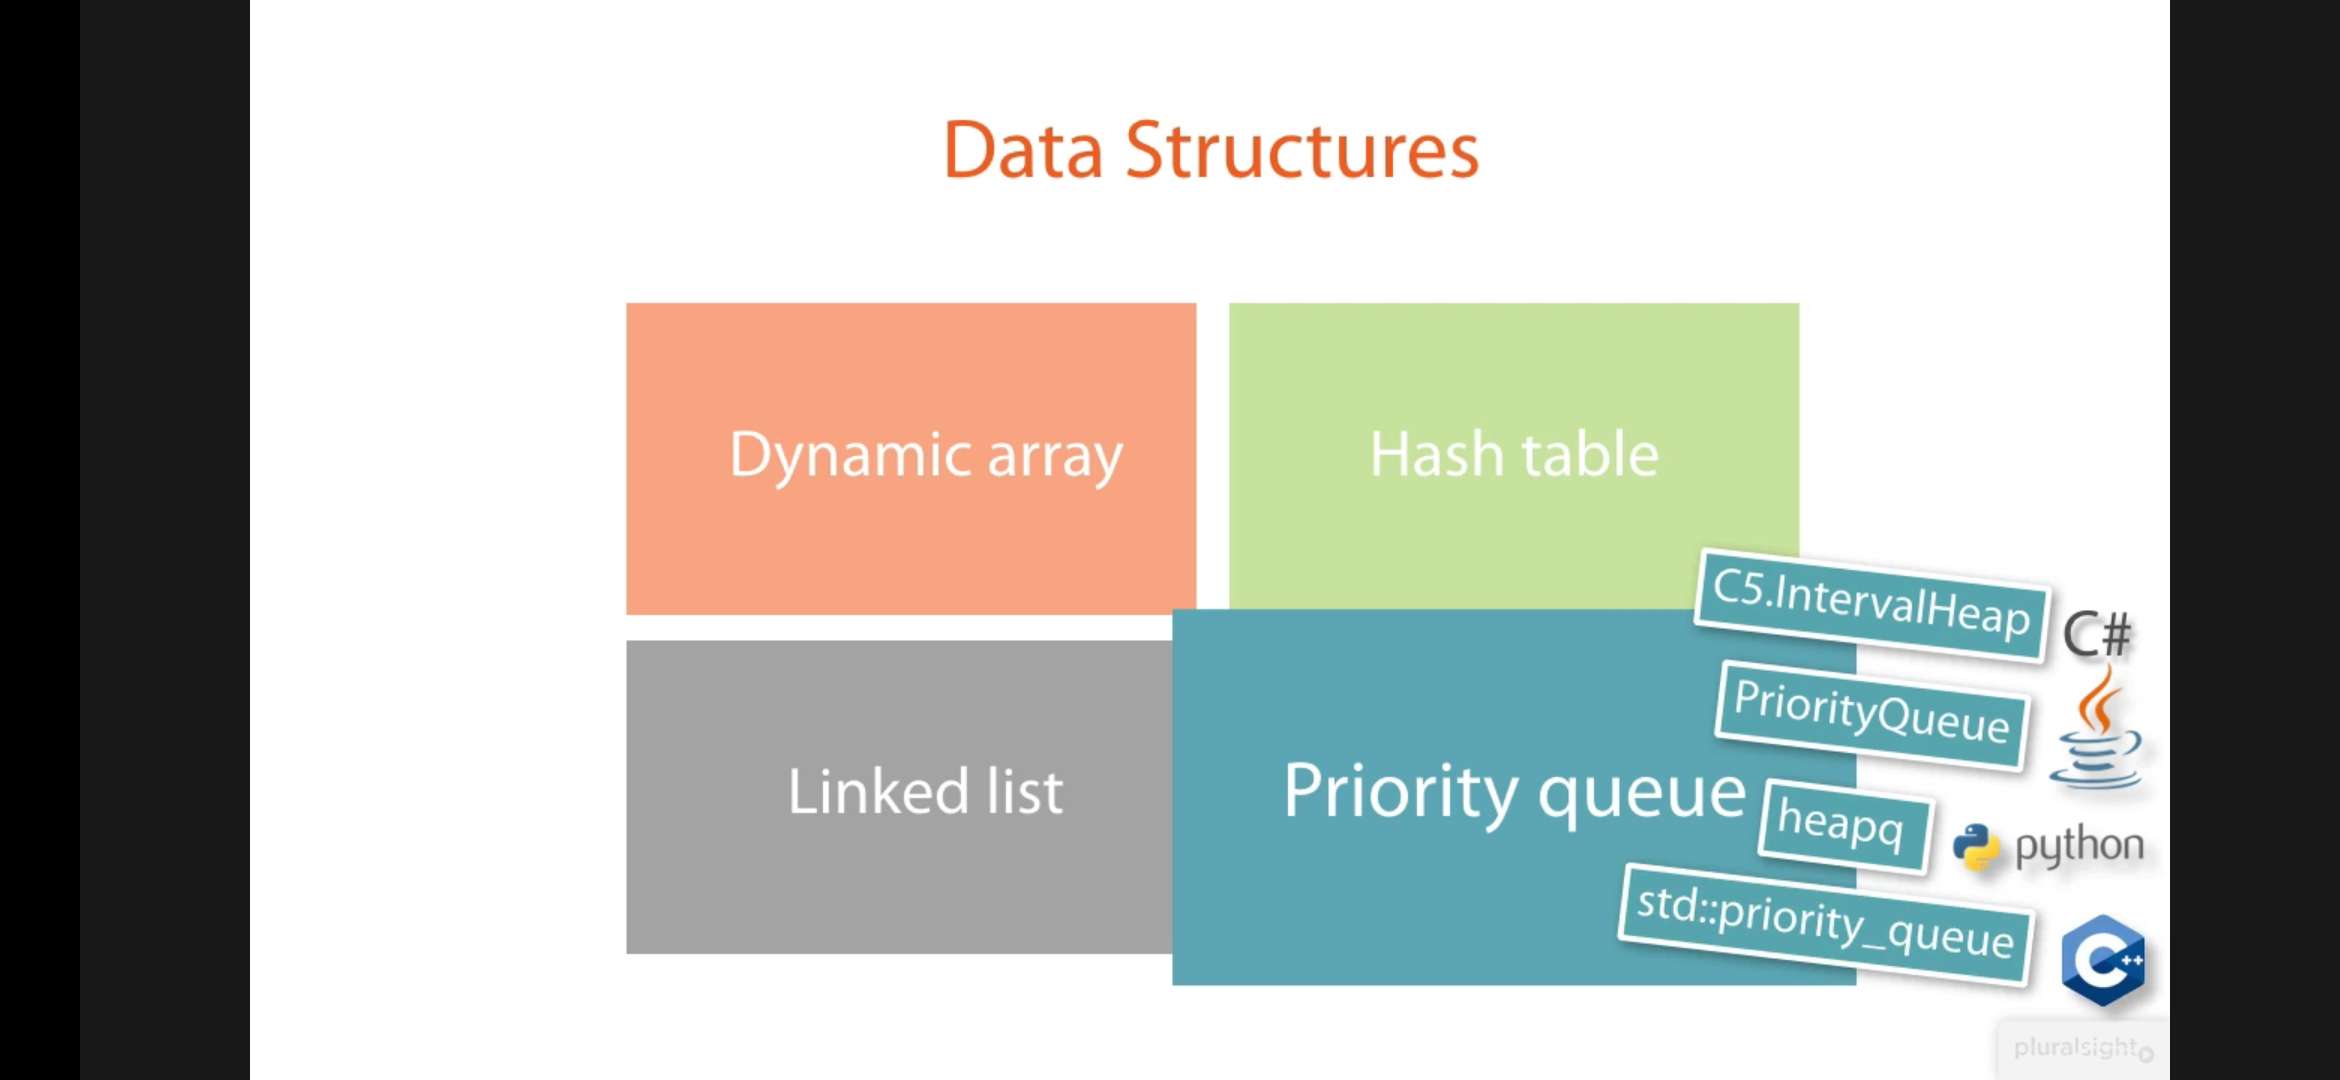 Data Structures
Dynamic array
Hash table
Linked list
Priority queue
C5.IntervalHeap
C#
PriorityQueue
heapq
python
std::priority_queue
C++
pluralsight